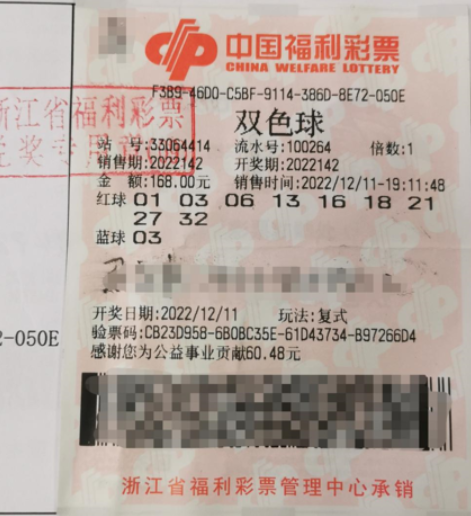 中国福利彩票
CHINA WELFARE LOTTERY
F3B9-46D0-C5BF-9114-386D-8E72-050E
双色球
浙江省福利彩票
站 号:33064414 流水号:100264 倍数:1
销售期:2022142 开奖期:2022142
金 额:168.00元 销售时间:2022/12/11-19:11:48
红球 01 03 06 13 16 18 21
27 32
蓝球 03
开奖日期:2022/12/11 玩法:复式
2-050E
验票码:CB23D958-6B0BC35E-61D43734-B97266D4
感谢您为公益事业贡献60.48元
浙江省福利彩票管理中心承销